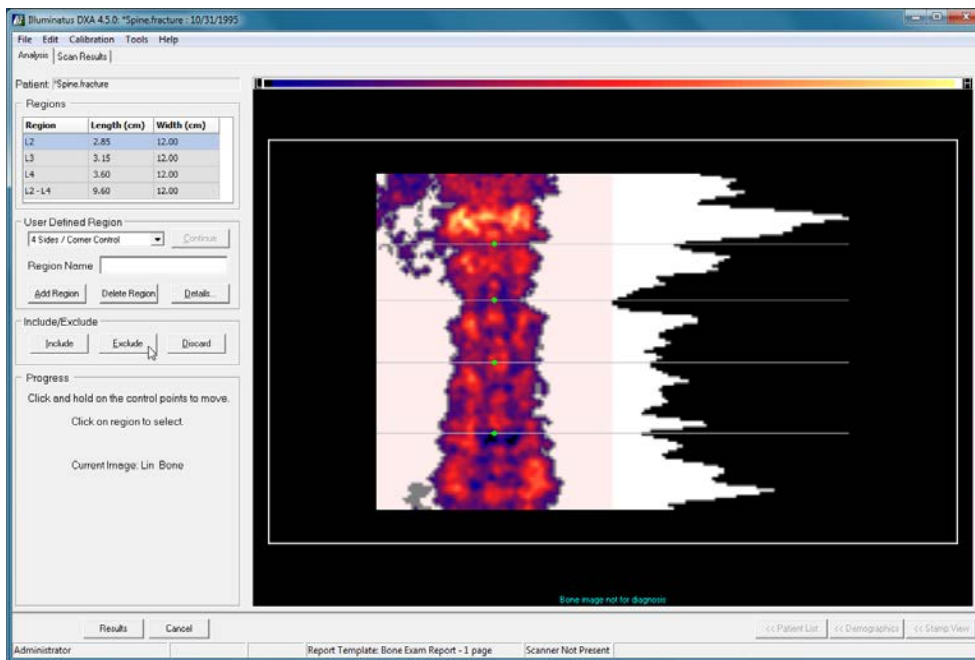 Illuminatus DXA 4.5.0: *Spine.fracture : 10/31/1995
File Edit Calibration Tools Help
Analysis Scan Results
Patient: *Spine.fracture
Regions
Region Length (cm) Width (cm)
L2 2.85 12.00
L3 3.15 12.00
L4 3.60 12.00
L2 - L4 9.60 12.00
User Defined Region
4 Sides / Corner Control Continue
Region Name
Add Region Delete Region Details...
Include/Exclude
Include Exclude Discard
Progress
Click and hold on the control points to move.
Click on region to select.
Current Image: Lin Bone
L H
Bone image not for diagnosis
Results Cancel << Patient List << Demographics << Stamp View
Administrator Report Template: Bone Exam Report - 1 page Scanner Not Present